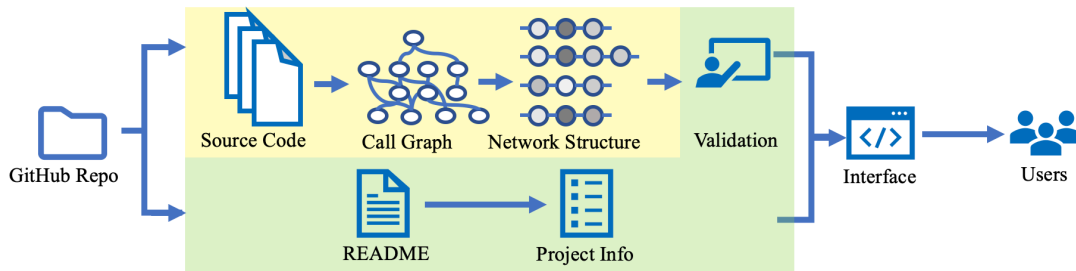 GitHub Repo
Source Code
Call Graph
Network Structure
Validation
README
Project Info
</>
Interface
Users